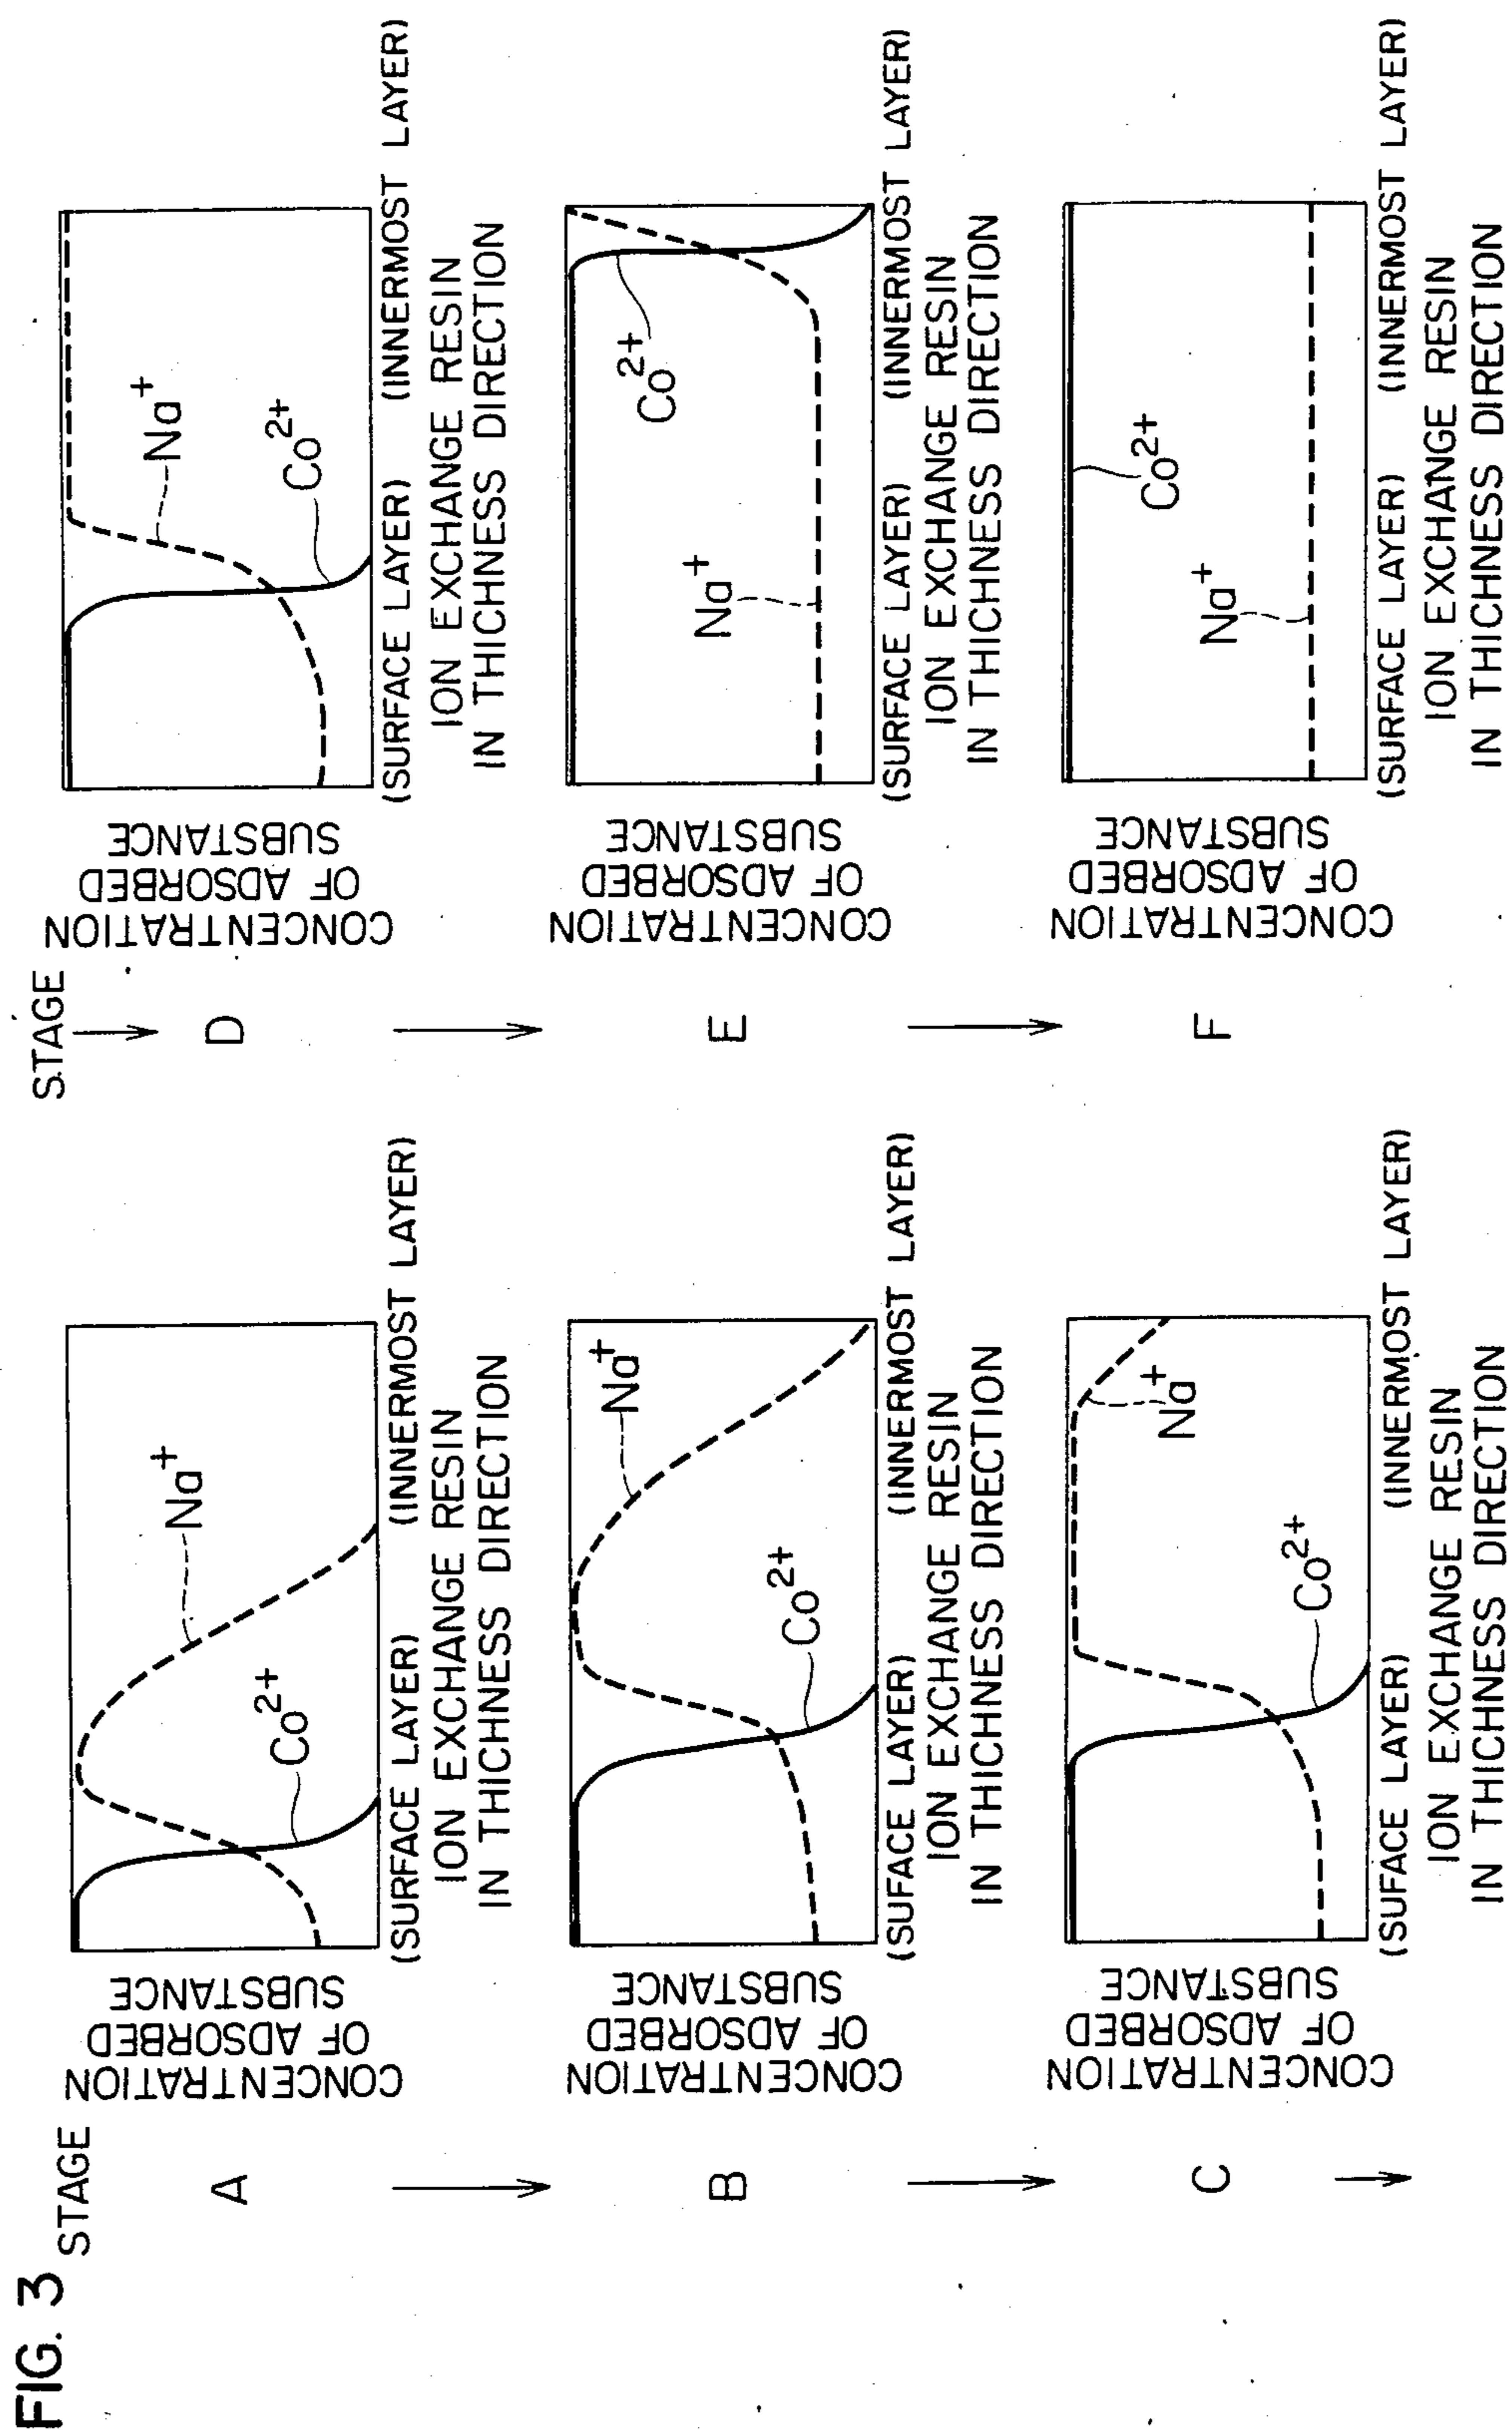 FIG. 3
STAGE
A
CONCENTRATION
OF ADSORBED
SUBSTANCE
Na+
Co2+
(SURFACE LAYER) (INNERMOST LAYER)
ION EXCHANGE RESIN
IN THICHNESS DIRECTION
B
CONCENTRATION
OF ADSORBED
SUBSTANCE
Na+
Co2+
(SUFACE LAYER) (INNERMOST LAYER)
ION EXCHANGE RESIN
IN THICHNESS DIRECTION
C
CONCENTRATION
OF ADSORBED
SUBSTANCE
Na+
Co2+
(SUFACE LAYER) (INNERMOST LAYER)
ION EXCHANGE RESIN
IN THICHNESS DIRECTION
STAGE
D
CONCENTRATION
OF ADSORBED
SUBSTANCE
Na+
Co2+
(SURFACE LAYER) (INNERMOST LAYER)
ION EXCHANGE RESIN
IN THICHNESS DIRECTION
E
CONCENTRATION
OF ADSORBED
SUBSTANCE
Na+
Co2+
(SURFACE LAYER) (INNERMOST LAYER)
ION EXCHANGE RESIN
IN THICHNESS DIRECTION
F
CONCENTRATION
OF ADSORBED
SUBSTANCE
Na+
Co2+
(SURFACE LAYER) (INNERMOST LAYER)
ION EXCHANGE RESIN
IN THICHNESS DIRECTION